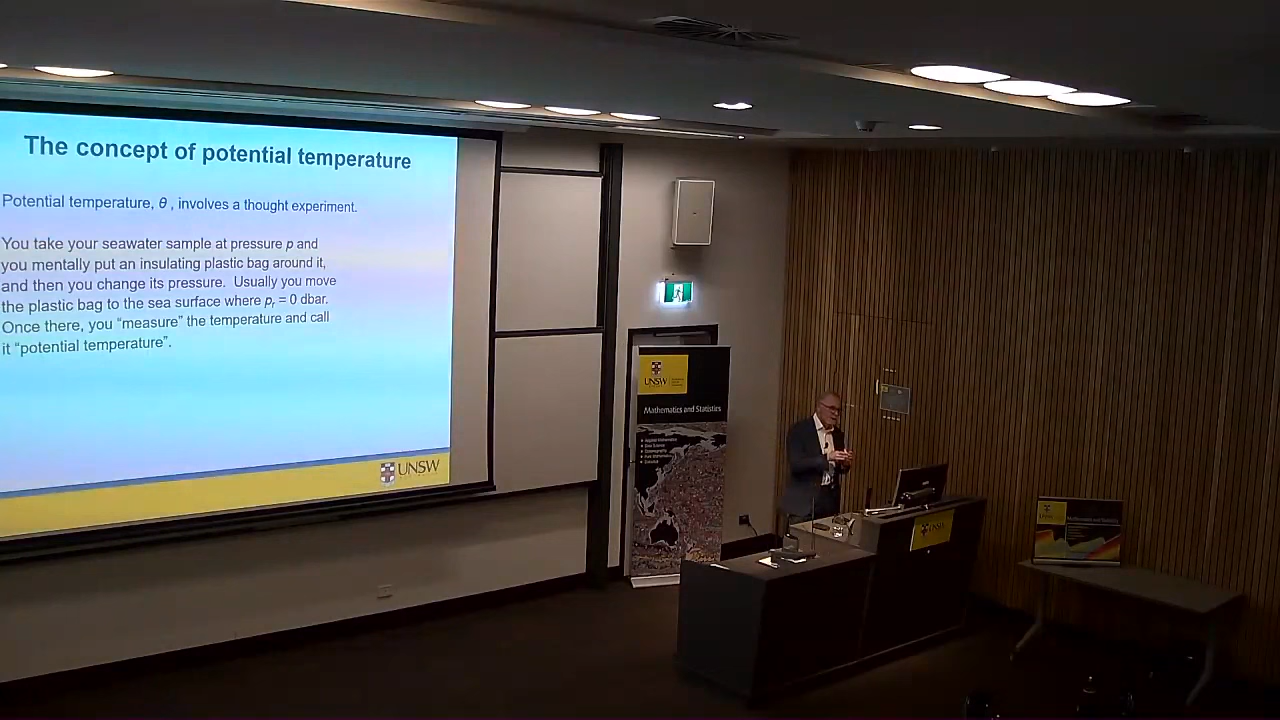 The concept of potential temperature
Potential temperature, θ , involves a thought experiment.
You take your seawater sample at pressure p and
you mentally put an insulating plastic bag around it,
and then you change its pressure.  Usually you move
the plastic bag to the sea surface where pᵣ = 0 dbar.
Once there, you “measure” the temperature and call
it “potential temperature”.
UNSW
UNSW
Mathematics and Statistics
UNSW
Mathematics and Statistics